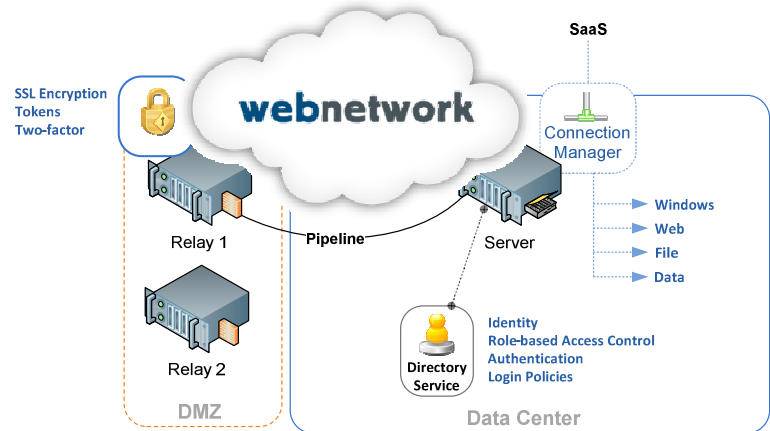 SaaS
SSL Encryption
Tokens
Two-factor
webnetwork
Connection
Manager
Windows
Web
File
Data
Relay 1
Pipeline
Server
Relay 2
Directory
Service
Identity
Role-based Access Control
Authentication
Login Policies
DMZ
Data Center